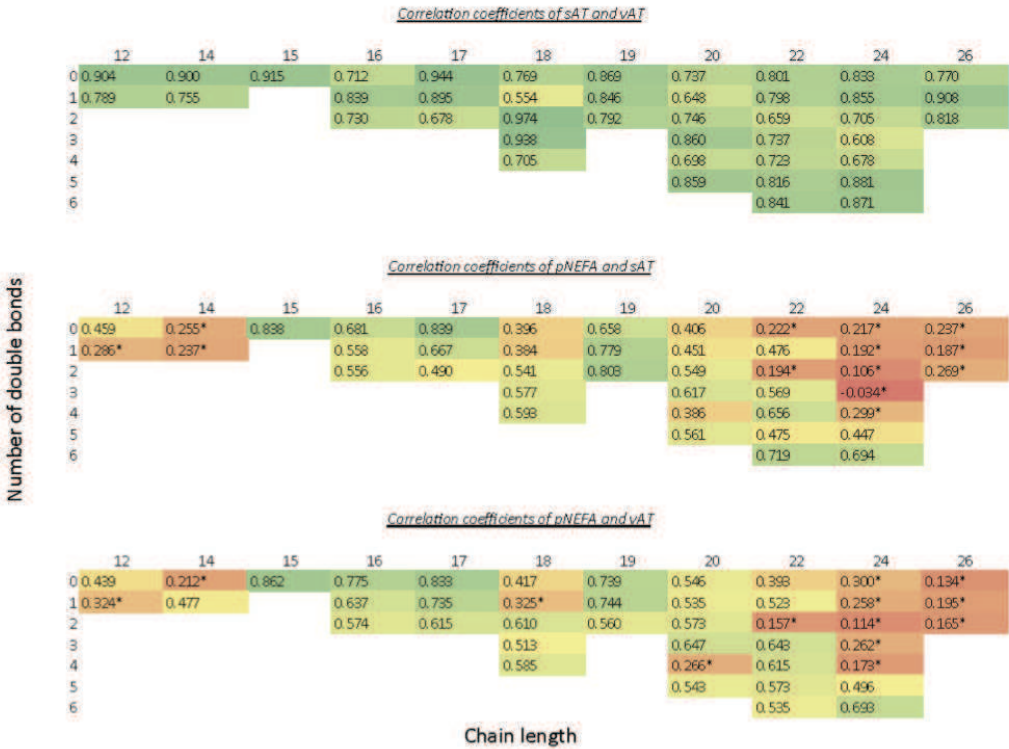 Correlation coefficients of sAT and vAT
12 14 15 16 17 18 19 20 22 24 26
0 0.904 0.900 0.915 0.712 0.944 0.769 0.869 0.737 0.801 0.833 0.770
1 0.789 0.755 0.839 0.895 0.554 0.846 0.648 0.798 0.855 0.908
2 0.730 0.678 0.974 0.792 0.746 0.659 0.705 0.818
3 0.938 0.860 0.737 0.608
4 0.705 0.698 0.723 0.678
5 0.859 0.816 0.881
6 0.841 0.871
Number of double bonds
Correlation coefficients of pNEFA and sAT
12 14 15 16 17 18 19 20 22 24 26
0 0.459 0.255* 0.838 0.681 0.839 0.396 0.658 0.406 0.222* 0.217* 0.237*
1 0.286* 0.237* 0.558 0.667 0.384 0.779 0.451 0.476 0.192* 0.187*
2 0.556 0.490 0.541 0.803 0.549 0.194* 0.106* 0.269*
3 0.577 0.617 0.569 -0.034*
4 0.593 0.386 0.656 0.299*
5 0.561 0.475 0.447
6 0.719 0.694
Correlation coefficients of pNEFA and vAT
12 14 15 16 17 18 19 20 22 24 26
0 0.439 0.212* 0.862 0.775 0.833 0.417 0.739 0.546 0.393 0.300* 0.134*
1 0.324* 0.477 0.637 0.735 0.325* 0.744 0.535 0.523 0.258* 0.195*
2 0.574 0.615 0.610 0.560 0.573 0.157* 0.114* 0.165*
3 0.513 0.647 0.643 0.262*
4 0.585 0.266* 0.615 0.173*
5 0.543 0.573 0.496
6 0.535 0.693
Chain length